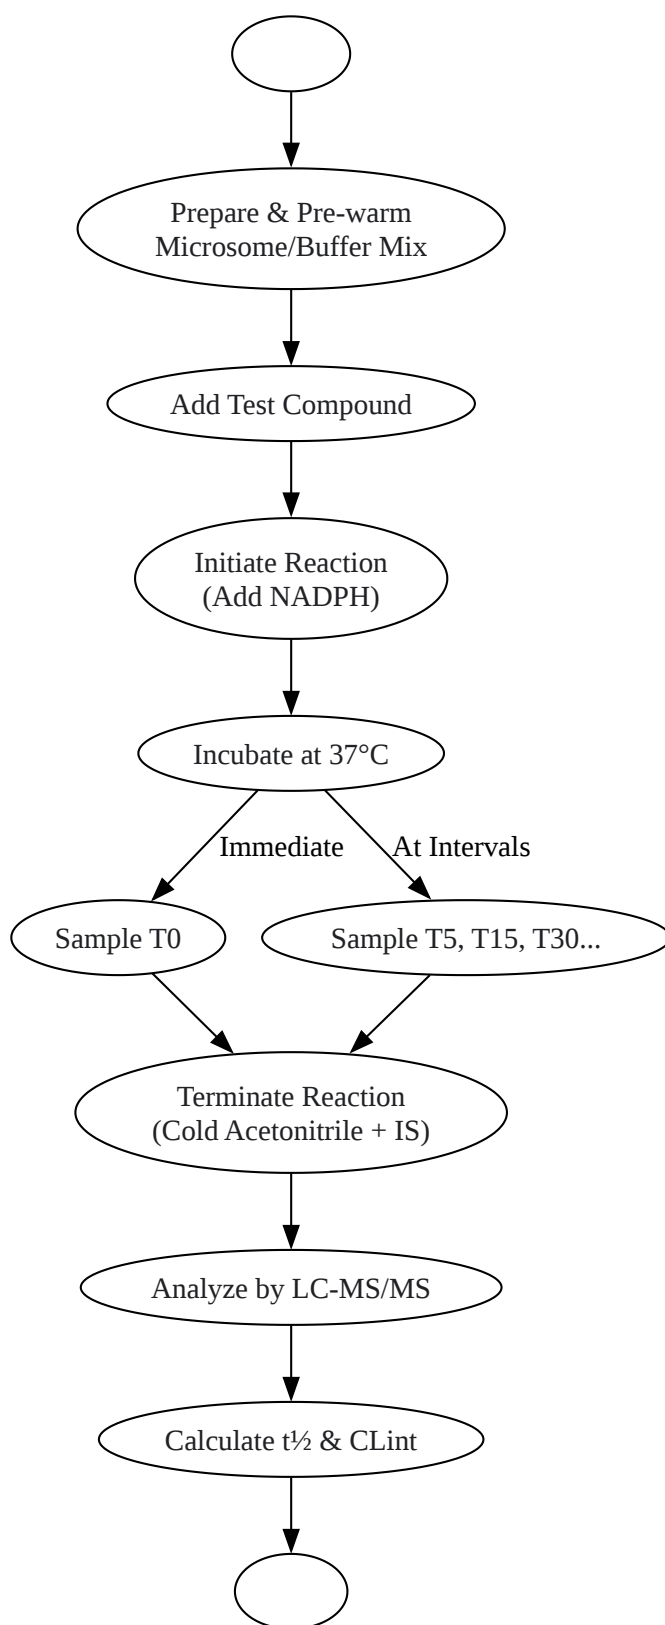 Prepare & Pre-warm
Microsome/Buffer Mix
Add Test Compound
Initiate Reaction
(Add NADPH)
Incubate at 37°C
Immediate
At Intervals
Sample T0
Sample T5, T15, T30...
Terminate Reaction
(Cold Acetonitrile + IS)
Analyze by LC-MS/MS
Calculate t½ & CLint